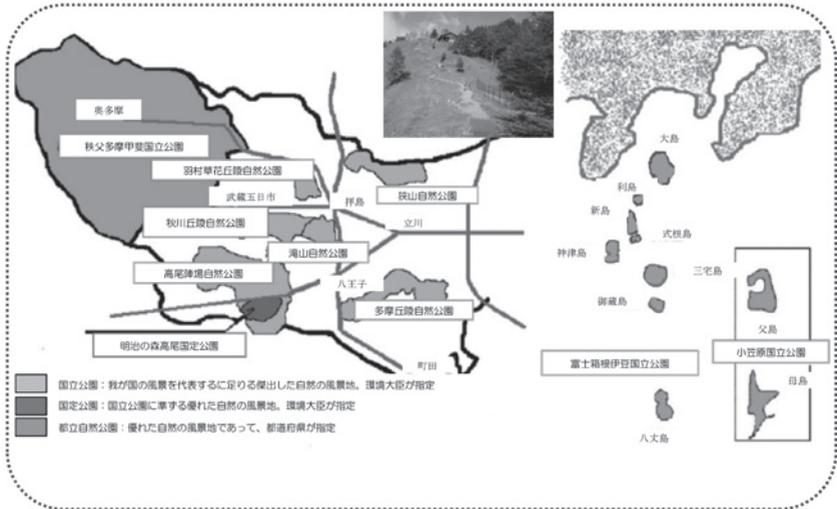 奥多摩
秩父多摩甲斐国立公園
羽村草花丘陵自然公園
武蔵五日市
拝島
狭山自然公園
秋川丘陵自然公園
立川
滝山自然公園
高尾陣場自然公園
八王子
多摩丘陵自然公園
明治の森高尾国定公園
町田
大島
利島
新島
式根島
神津島
三宅島
御蔵島
父島
小笠原国立公園
富士箱根伊豆国立公園
母島
八丈島
国立公園：我が国の風景を代表するに足りる傑出した自然の風景地。環境大臣が指定
国定公園：国立公園に準ずる優れた自然の風景地。環境大臣が指定
都立自然公園：優れた自然の風景地であって、都道府県が指定